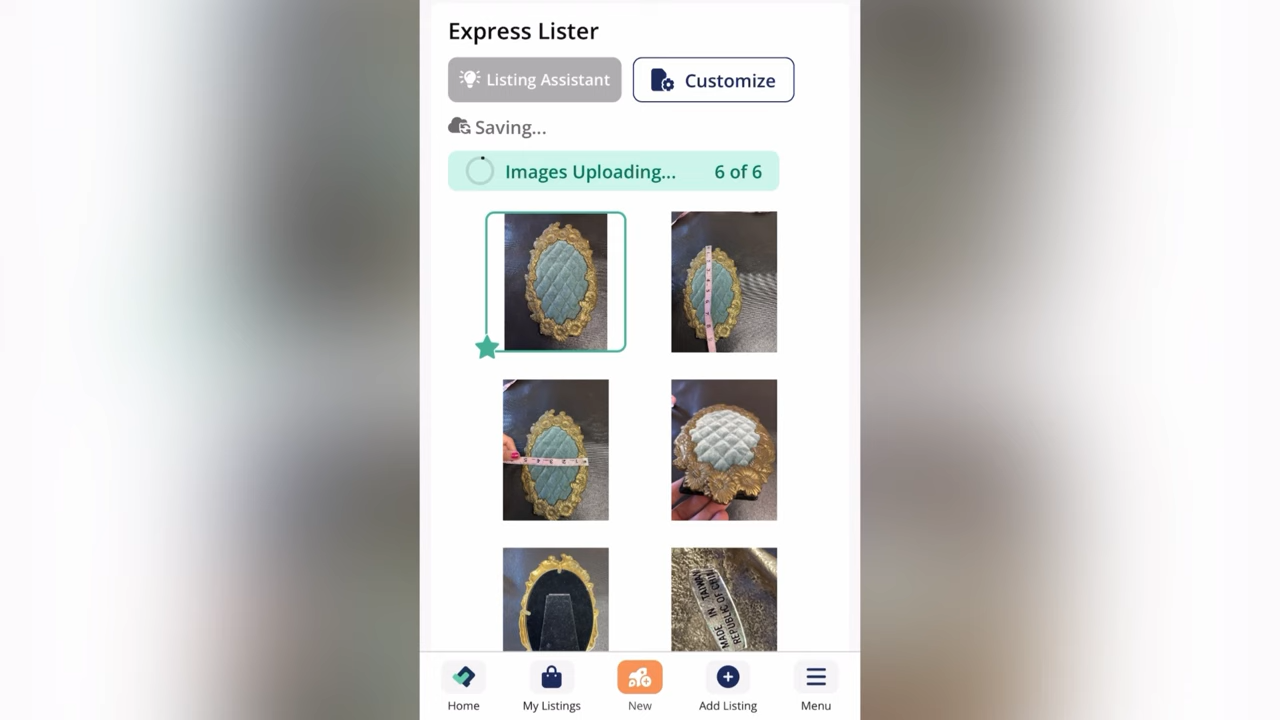 Express Lister
Listing Assistant
Customize
Saving...
Images Uploading... 6 of 6
MADE IN TAIWAN
REPUBLIC OF CHINA
Home
My Listings
New
Add Listing
Menu